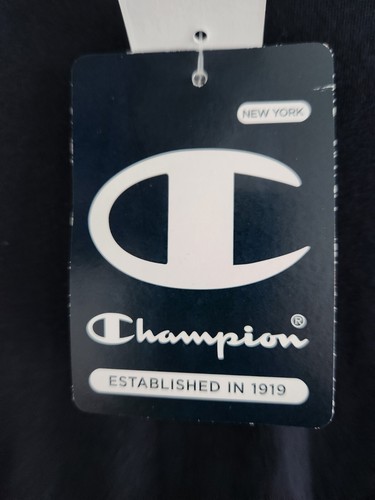 NEW YORK
Champion®
ESTABLISHED IN 1919